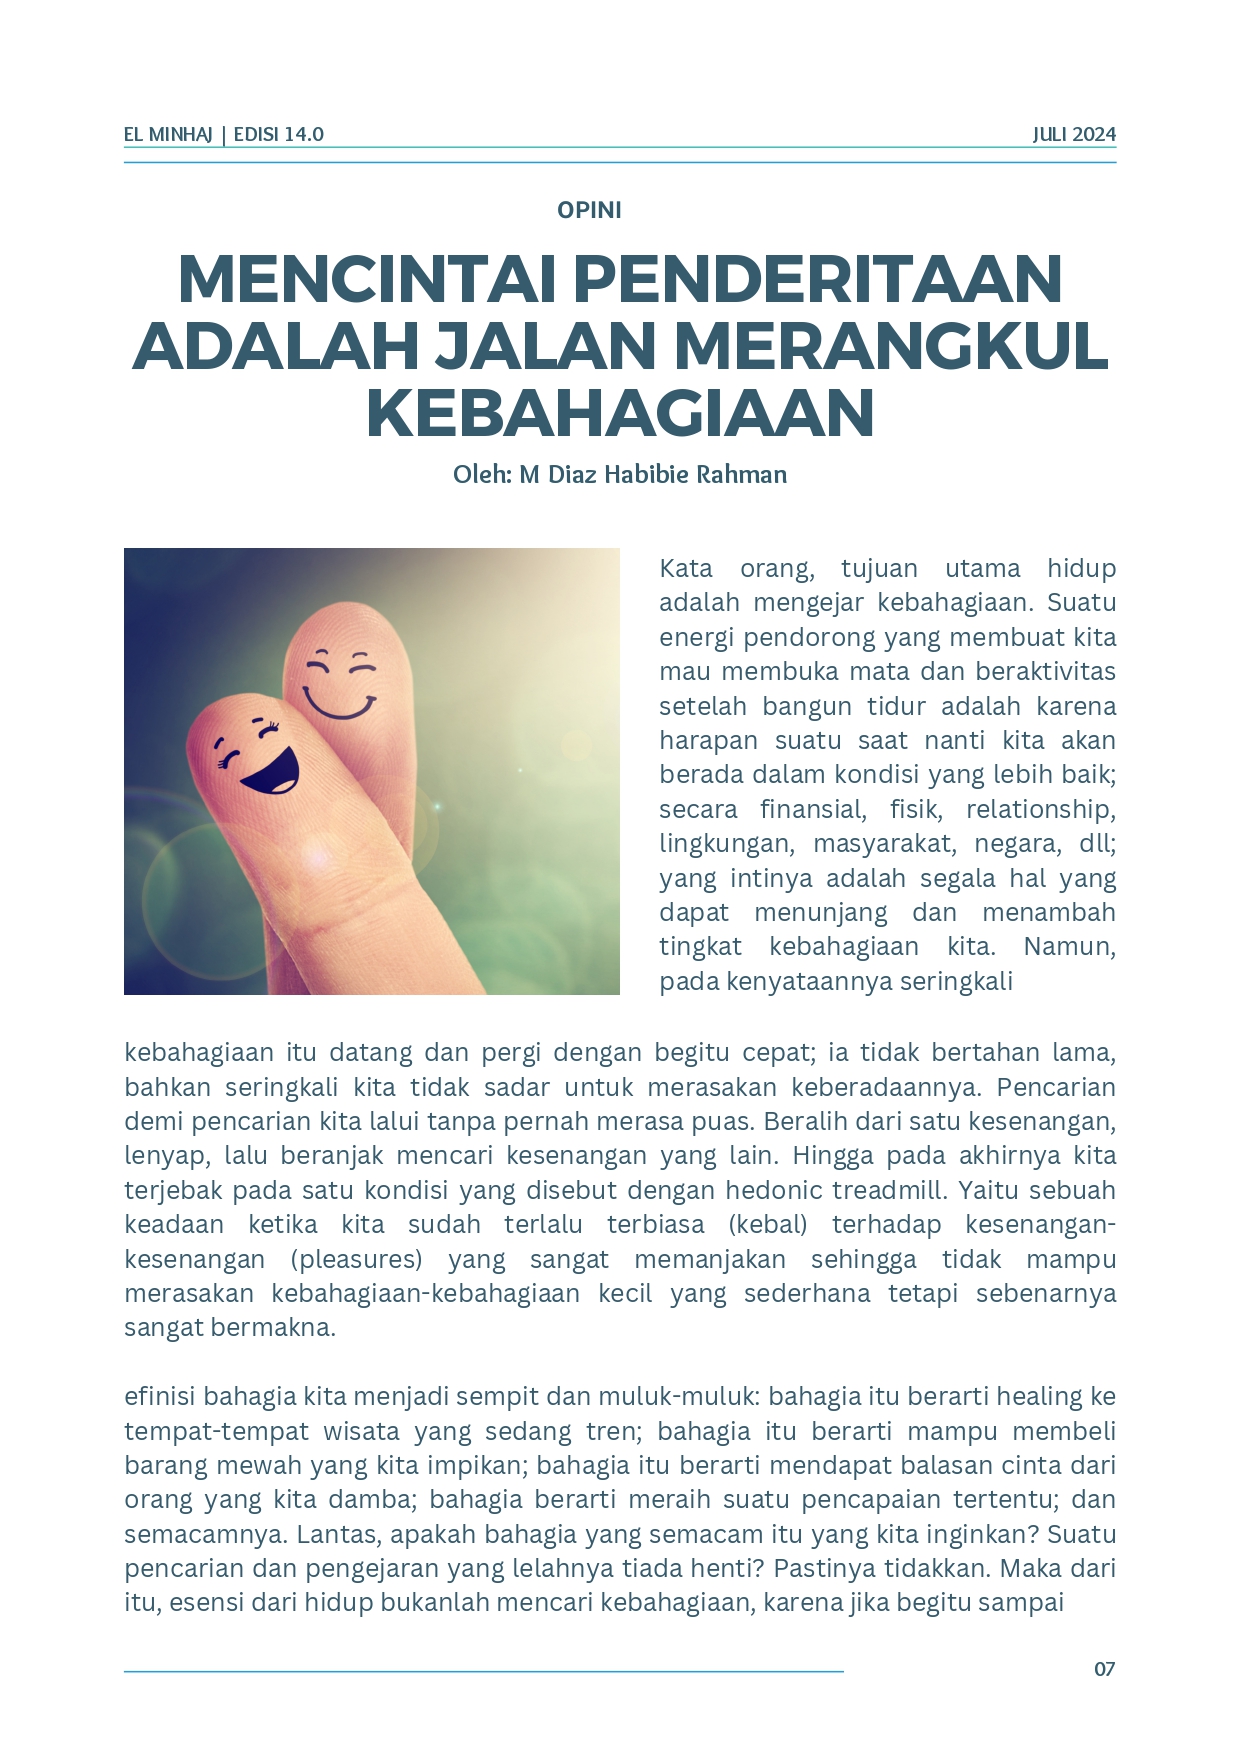 EL MINHAJ | EDISI 14.0
JULI 2024
OPINI
MENCINTAI PENDERITAAN
ADALAH JALAN MERANGKUL
KEBAHAGIAAN
Oleh: M Diaz Habibie Rahman
Kata orang, tujuan utama hidup
adalah mengejar kebahagiaan. Suatu
energi pendorong yang membuat kita
mau membuka mata dan beraktivitas
setelah bangun tidur adalah karena
harapan suatu saat nanti kita akan
berada dalam kondisi yang lebih baik;
secara finansial, fisik, relationship,
lingkungan, masyarakat, negara, dll;
yang intinya adalah segala hal yang
dapat menunjang dan menambah
tingkat kebahagiaan kita. Namun,
pada kenyataannya seringkali
kebahagiaan itu datang dan pergi dengan begitu cepat; ia tidak bertahan lama,
bahkan seringkali kita tidak sadar untuk merasakan keberadaannya. Pencarian
demi pencarian kita lalui tanpa pernah merasa puas. Beralih dari satu kesenangan,
lenyap, lalu beranjak mencari kesenangan yang lain. Hingga pada akhirnya kita
terjebak pada satu kondisi yang disebut dengan hedonic treadmill. Yaitu sebuah
keadaan ketika kita sudah terlalu terbiasa (kebal) terhadap kesenangan-
kesenangan (pleasures) yang sangat memanjakan sehingga tidak mampu
merasakan kebahagiaan-kebahagiaan kecil yang sederhana tetapi sebenarnya
sangat bermakna.
efinisi bahagia kita menjadi sempit dan muluk-muluk: bahagia itu berarti healing ke
tempat-tempat wisata yang sedang tren; bahagia itu berarti mampu membeli
barang mewah yang kita impikan; bahagia itu berarti mendapat balasan cinta dari
orang yang kita damba; bahagia berarti meraih suatu pencapaian tertentu; dan
semacamnya. Lantas, apakah bahagia yang semacam itu yang kita inginkan? Suatu
pencarian dan pengejaran yang lelahnya tiada henti? Pastinya tidakkan. Maka dari
itu, esensi dari hidup bukanlah mencari kebahagiaan, karena jika begitu sampai
07